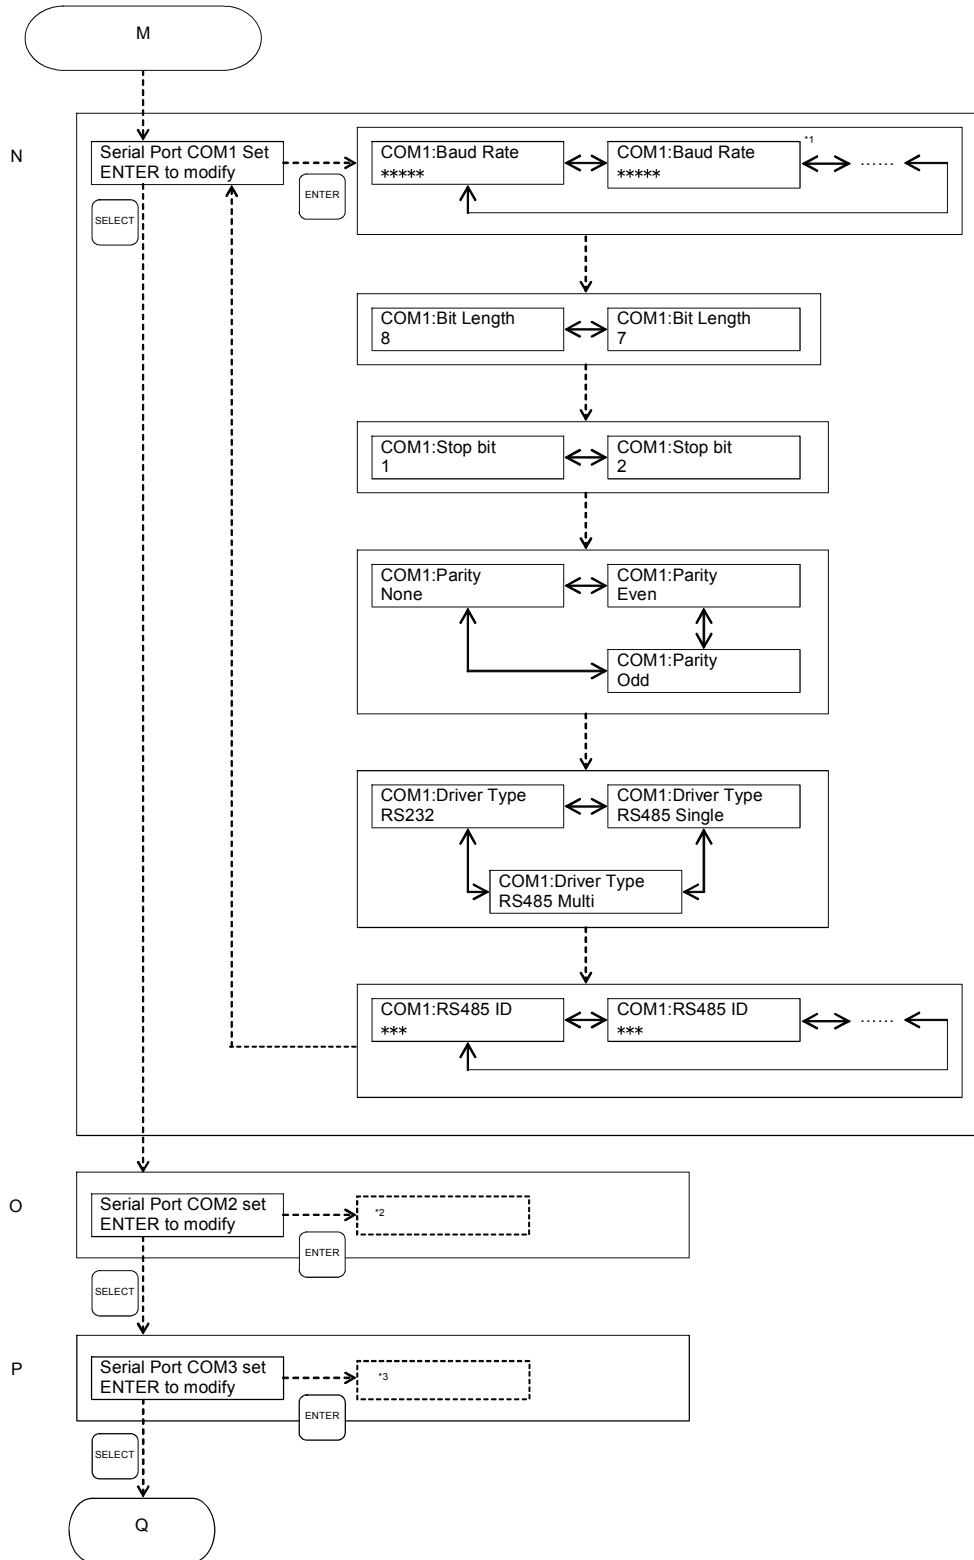 M
N
Serial Port COM1 Set
ENTER to modify
SELECT
ENTER
COM1:Baud Rate
*****
COM1:Baud Rate
*****
*1
......
COM1:Bit Length
8
COM1:Bit Length
7
COM1:Stop bit
1
COM1:Stop bit
2
COM1:Parity
None
COM1:Parity
Even
COM1:Parity
Odd
COM1:Driver Type
RS232
COM1:Driver Type
RS485 Single
COM1:Driver Type
RS485 Multi
COM1:RS485 ID
***
COM1:RS485 ID
***
......
O
Serial Port COM2 set
ENTER to modify
*2
ENTER
SELECT
P
Serial Port COM3 set
ENTER to modify
*3
ENTER
SELECT
Q